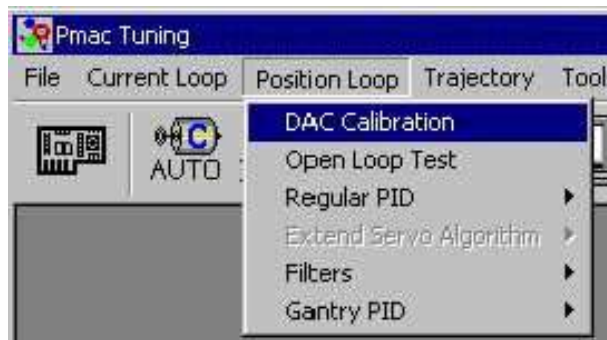 Pmac Tuning
File Current Loop Position Loop Trajectory Tool
C
AUTO
DAC Calibration
Open Loop Test
Regular PID
Extend Servo Algorithm
Filters
Gantry PID